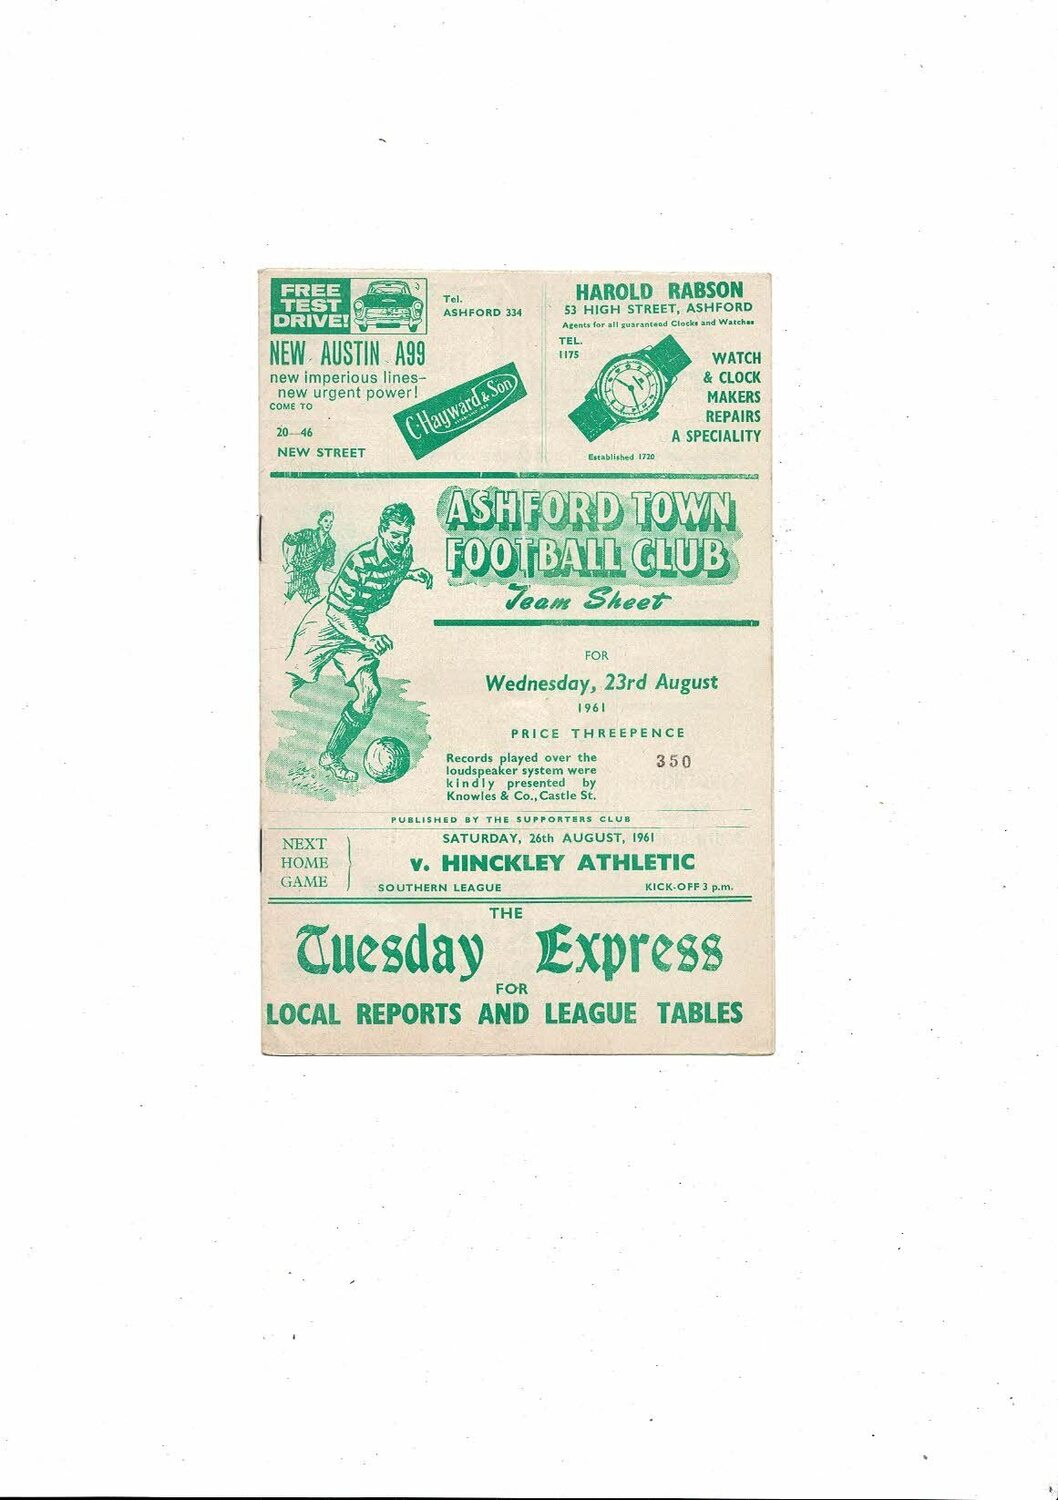 FREE
TEST
DRIVE!
Tel.
ASHFORD 334
NEW AUSTIN A99
new imperious lines-
new urgent power!
COME TO
20—46
NEW STREET
C. Hayward & Son
HAROLD RABSON
53 HIGH STREET, ASHFORD
Agents for all guaranteed Clocks and Watches
TEL.
1175
WATCH
& CLOCK
MAKERS
REPAIRS
A SPECIALITY
Established 1720
ASHFORD TOWN
FOOTBALL CLUB
Team Sheet
FOR
Wednesday, 23rd August
1961
PRICE THREEPENCE
Records played over the
loudspeaker system were
kindly presented by
Knowles & Co., Castle St.
350
PUBLISHED BY THE SUPPORTERS CLUB
NEXT
HOME
GAME
SATURDAY, 26th AUGUST, 1961
v. HINCKLEY ATHLETIC
SOUTHERN LEAGUE KICK-OFF 3 p.m.
THE
Tuesday Express
FOR
LOCAL REPORTS AND LEAGUE TABLES